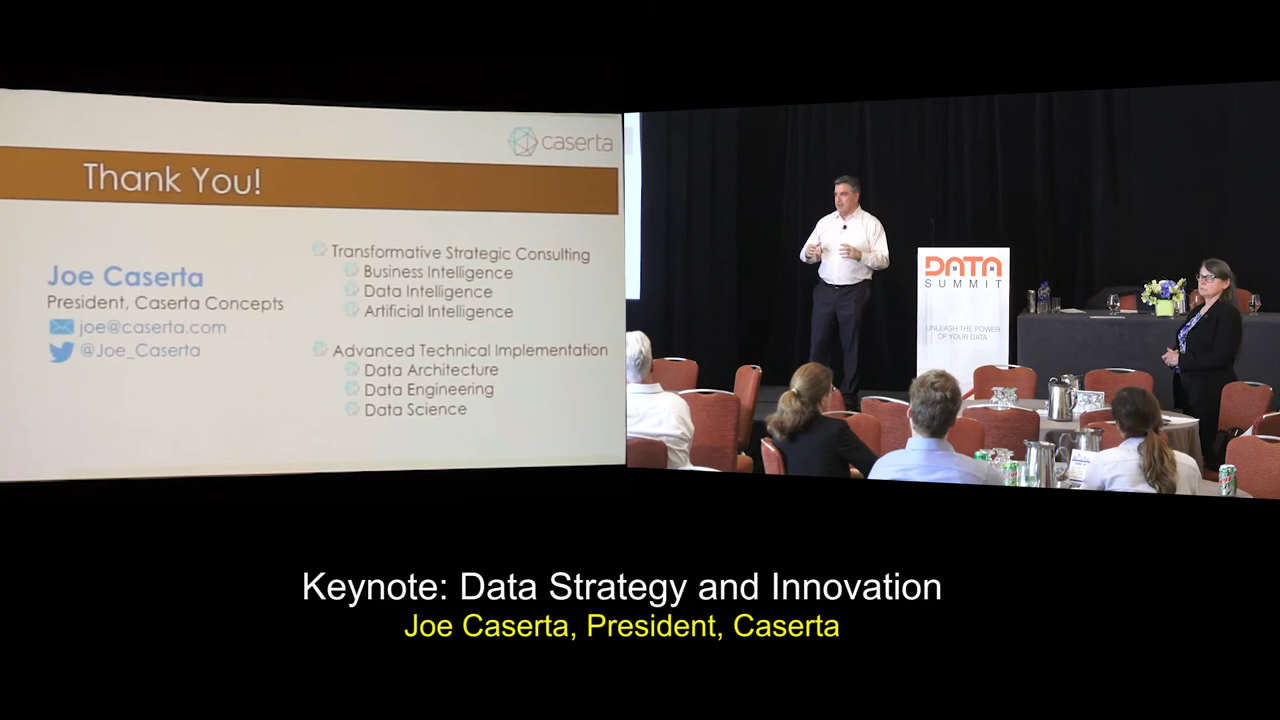 caserta
Thank You!
Joe Caserta
President, Caserta Concepts
joe@caserta.com
@Joe_Caserta
Transformative Strategic Consulting
Business Intelligence
Data Intelligence
Artificial Intelligence
Advanced Technical Implementation
Data Architecture
Data Engineering
Data Science
DATA
SUMMIT
UNLEASH THE POWER
OF YOUR DATA
Keynote: Data Strategy and Innovation
Joe Caserta, President, Caserta